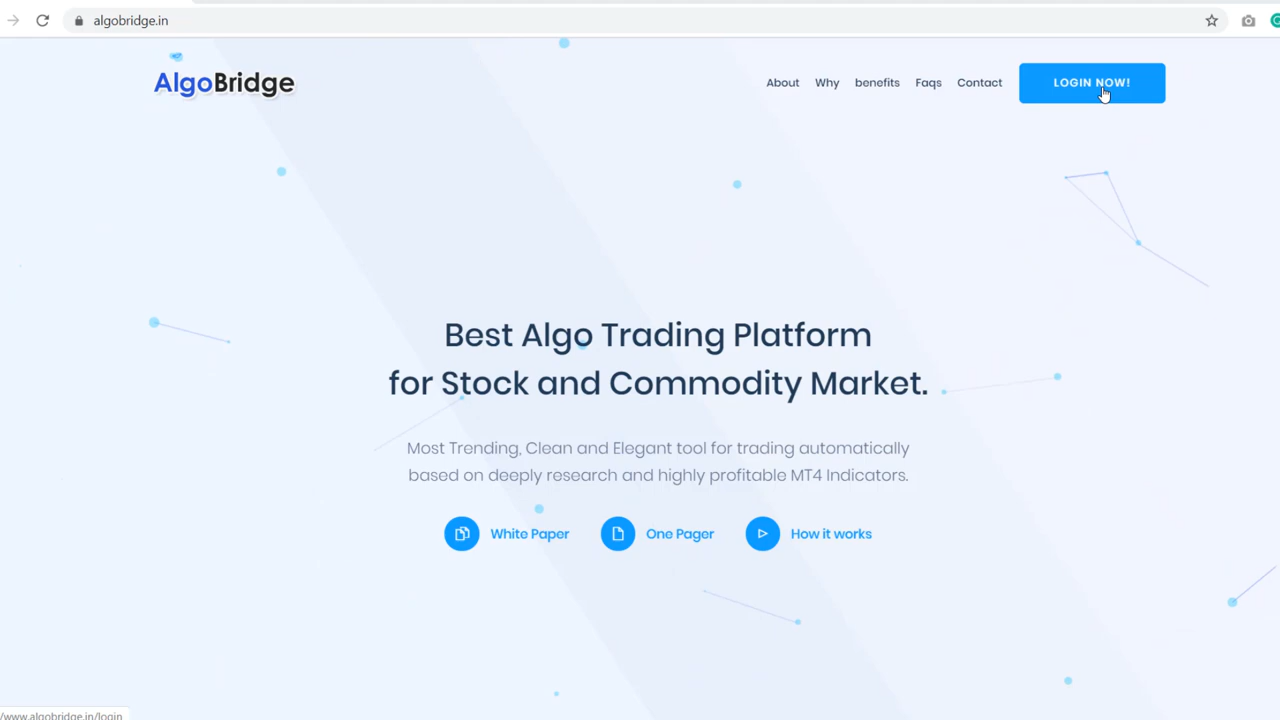 algobridge.in
AlgoBridge
About Why benefits Faqs Contact LOGIN NOW!
Best Algo Trading Platform
for Stock and Commodity Market.
Most Trending, Clean and Elegant tool for trading automatically
based on deeply research and highly profitable MT4 Indicators.
White Paper One Pager How it works
/www.algobridge.in/login